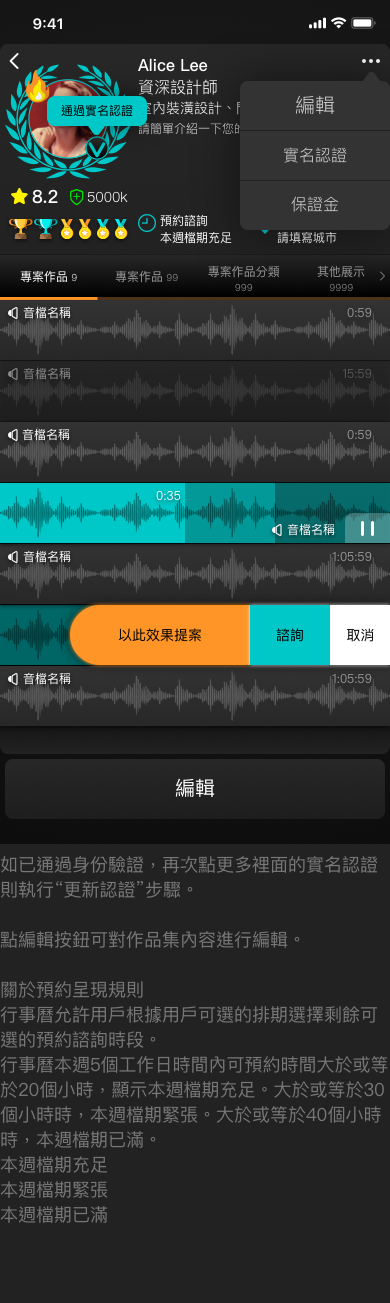 9:41
Alice Lee
資深設計師
編輯
通過實名認證
室內裝潢設計、
請簡單介紹一下您的
實名認證
8.2
5000k
保證金
預約諮詢
本週檔期充足
請填寫城市
專案作品 9
專案作品 99
專案作品分類
999
其他展示
9999
音檔名稱
0:59
音檔名稱
15:59
音檔名稱
0:59
0:35
音檔名稱
音檔名稱
1:05:59
以此效果提案
諮詢
取消
音檔名稱
1:05:59
編輯
如已通過身份驗證，再次點更多裡面的實名認證
則執行“更新認證”步驟。
點編輯按鈕可對作品集內容進行編輯。
關於預約呈現規則
行事曆允許用戶根據用戶可選的排期選擇剩餘可
選的預約諮詢時段。
行事曆本週5個工作日時間內可預約時間大於或等
於20個小時，顯示本週檔期充足。大於或等於30
個小時時，本週檔期緊張。大於或等於40個小時
時，本週檔期已滿。
本週檔期充足
本週檔期緊張
本週檔期已滿